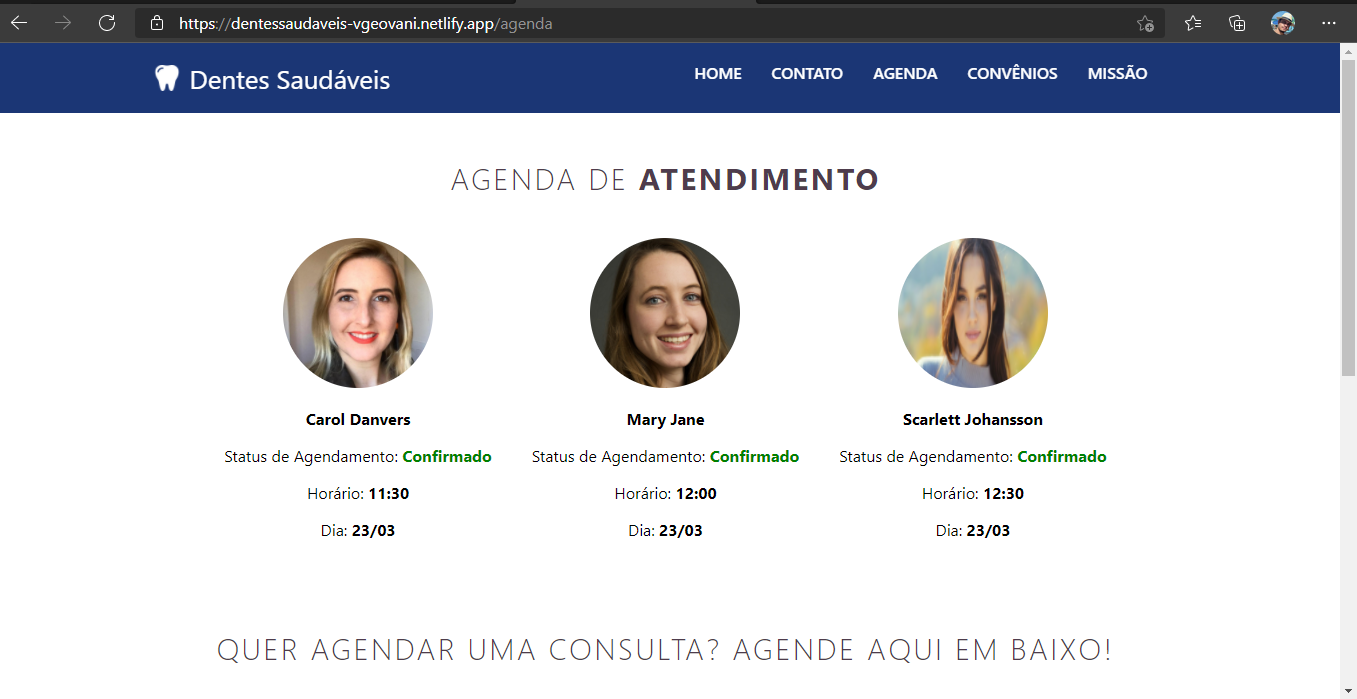 https://dentessaudaveis-vgeovani.netlify.app/agenda
Dentes Saudáveis
HOME CONTATO AGENDA CONVÊNIOS MISSÃO
AGENDA DE ATENDIMENTO
Carol Danvers
Status de Agendamento: Confirmado
Horário: 11:30
Dia: 23/03
Mary Jane
Status de Agendamento: Confirmado
Horário: 12:00
Dia: 23/03
Scarlett Johansson
Status de Agendamento: Confirmado
Horário: 12:30
Dia: 23/03
QUER AGENDAR UMA CONSULTA? AGENDE AQUI EM BAIXO!